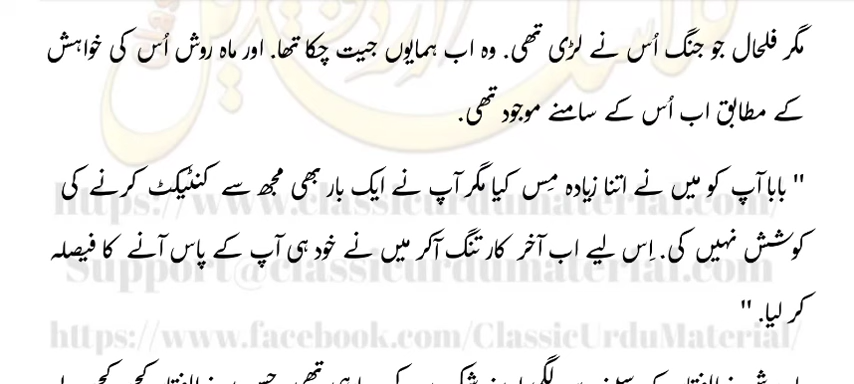 مگر فلحال جو جنگ اُس نے لڑی تھی. وہ اب ہمایوں جیت چکا تھا. اور ماہ روش اُس کی خواہش
کے مطابق اب اُس کے سامنے موجود تھی.
" بابا آپ کو میں نے اتنا زیادہ مِس کیا مگر آپ نے ایک بار بھی مجھ سے کنٹیکٹ کرنے کی
https://www.classicurdumaterial.com/
کوشش نہیں کی. اِس لیے اب آخر کار تنگ آکر میں نے خود ہی آپ کے پاس آنے کا فیصلہ
Support@classicurdumaterial.com
کر لیا. "
https://www.facebook.com/ClassicUrduMaterial/